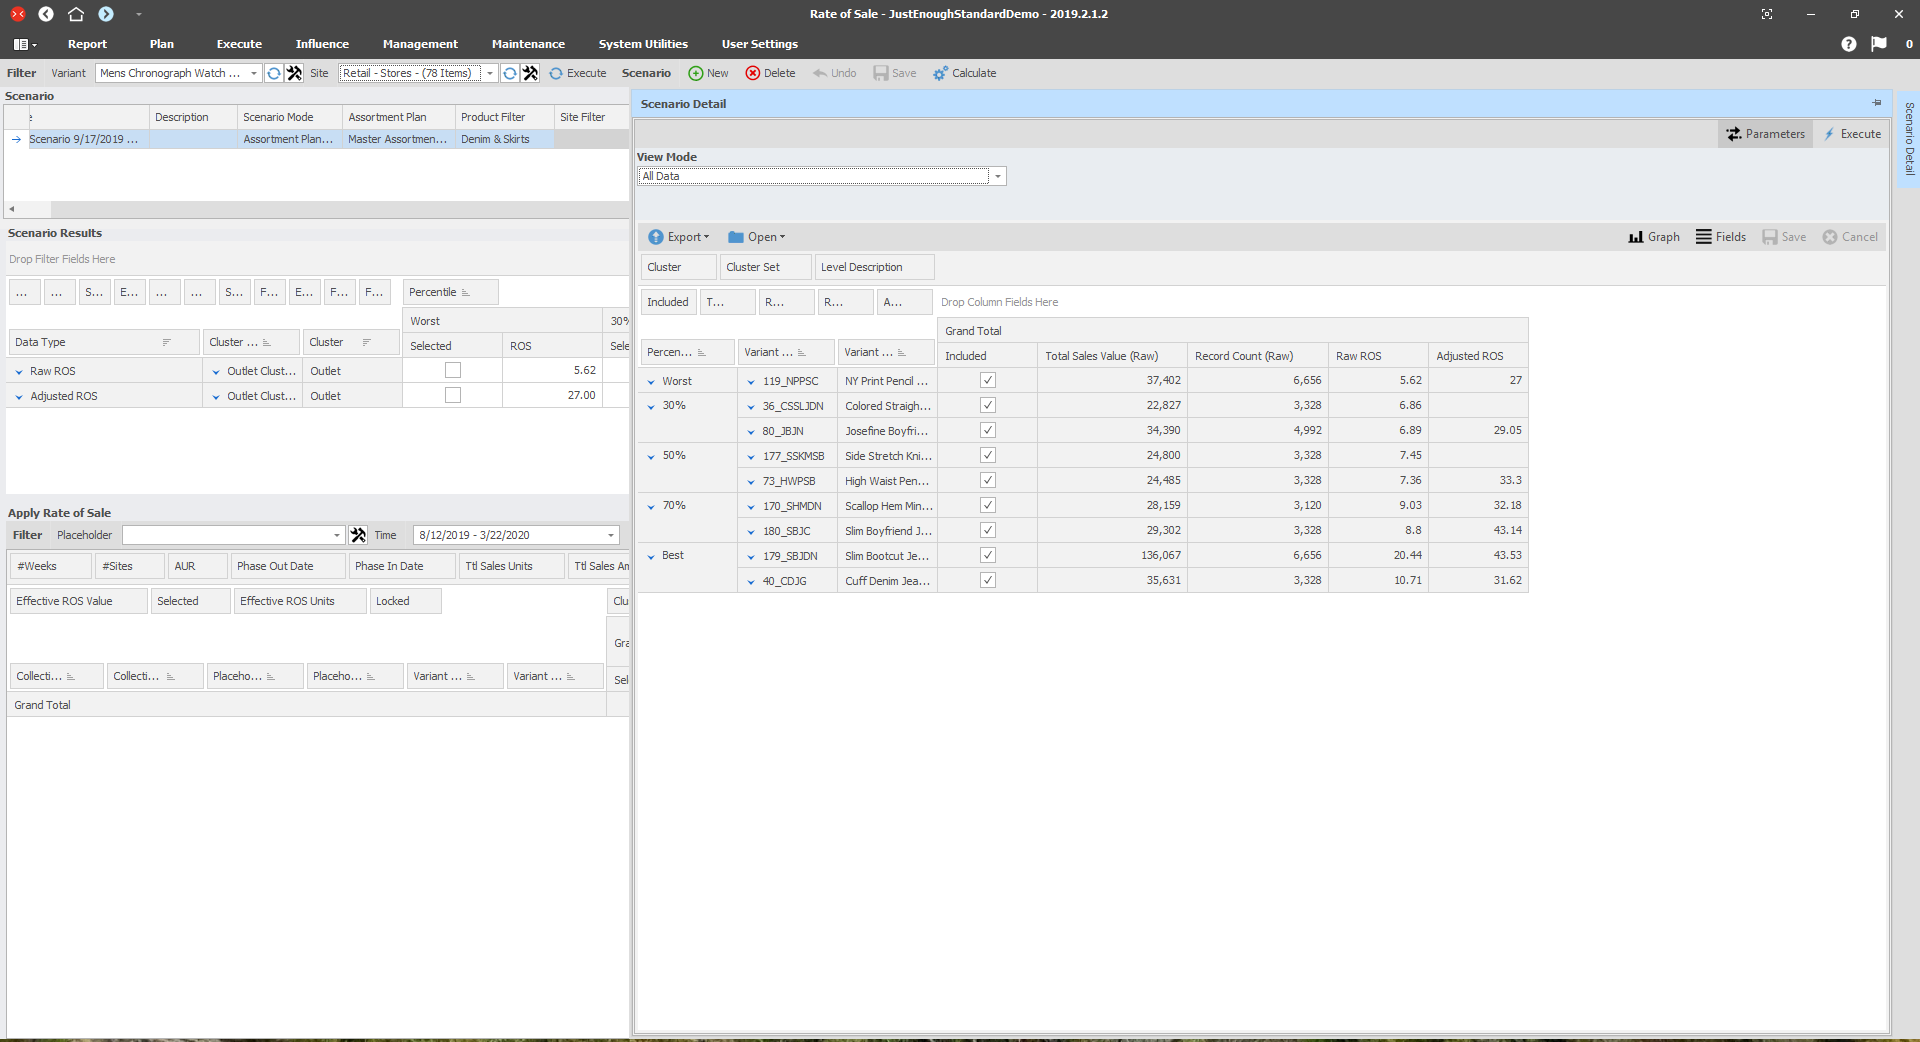 Rate of Sale - JustEnoughStandardDemo - 2019.2.1.2
Report Plan Execute Influence Management Maintenance System Utilities User Settings 0
Filter Variant Mens Chronograph Watch ... Site Retail - Stores - (78 Items) Execute Scenario New Delete Undo Save Calculate
Scenario
Description Scenario Mode Assortment Plan Product Filter Site Filter
Scenario 9/17/2019 ... Assortment Plan... Master Assortmen... Denim & Skirts
Scenario Results
Drop Filter Fields Here
... ... S... E... ... ... S... F... E... F... F... Percentile
Worst 30%
Data Type Cluster ... Cluster Selected ROS Sele
Raw ROS Outlet Clust... Outlet 5.62
Adjusted ROS Outlet Clust... Outlet 27.00
Apply Rate of Sale
Filter Placeholder Time 8/12/2019 - 3/22/2020
#Weeks #Sites AUR Phase Out Date Phase In Date Ttl Sales Units Ttl Sales Am
Effective ROS Value Selected Effective ROS Units Locked Clu
Gra
Collecti... Collecti... Placeho... Placeho... Variant ... Variant ... Sel
Grand Total
Scenario Detail
Parameters Execute
View Mode
All Data
Export Open Graph Fields Save Cancel
Cluster Cluster Set Level Description
Included T... R... R... A... Drop Column Fields Here
Grand Total
Percen... Variant ... Variant ... Included Total Sales Value (Raw) Record Count (Raw) Raw ROS Adjusted ROS
Worst 119_NPPSC NY Print Pencil ... 37,402 6,656 5.62 27
30% 36_CSSLJDN Colored Straigh... 22,827 3,328 6.86
80_JBJN Josefine Boyfri... 34,390 4,992 6.89 29.05
50% 177_SSKMSB Side Stretch Kni... 24,800 3,328 7.45
73_HWPSB High Waist Pen... 24,485 3,328 7.36 33.3
70% 170_SHMDN Scallop Hem Min... 28,159 3,120 9.03 32.18
180_SBJC Slim Boyfriend J... 29,302 3,328 8.8 43.14
Best 179_SBJDN Slim Bootcut Je... 136,067 6,656 20.44 43.53
40_CDJG Cuff Denim Jea... 35,631 3,328 10.71 31.62
Scenario Detail